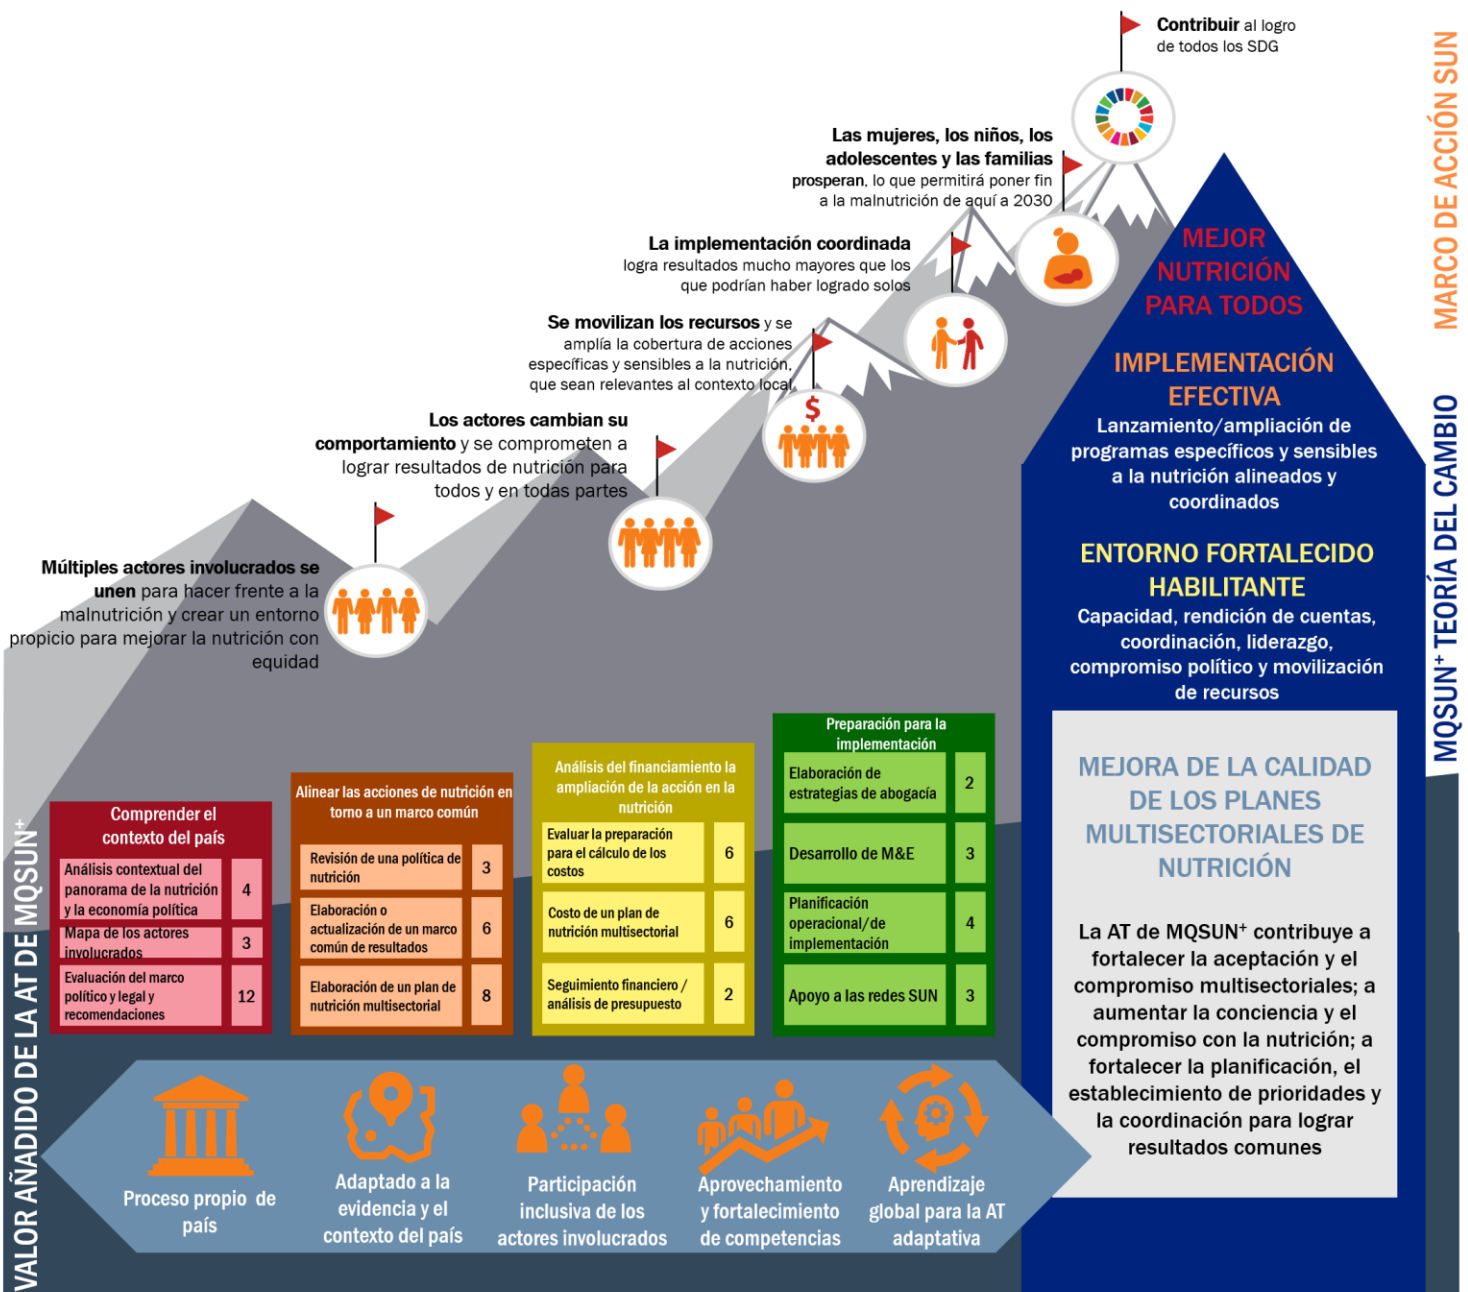 Contribuir al logro
de todos los SDG
Las mujeres, los niños, los
adolescentes y las familias
prosperan, lo que permitirá poner fin
a la malnutrición de aquí a 2030
La implementación coordinada
logra resultados mucho mayores que los
que podrían haber logrado solos
Se movilizan los recursos y se
amplía la cobertura de acciones
específicas y sensibles a la nutrición,
que sean relevantes al contexto local
$
Los actores cambian su
comportamiento y se comprometen a
lograr resultados de nutrición para
todos y en todas partes
Múltiples actores involucrados se
unen para hacer frente a la
malnutrición y crear un entorno
propicio para mejorar la nutrición con
equidad
MARCO DE ACCIÓN SUN
MQSUN+ TEORÍA DEL CAMBIO
MEJOR
NUTRICIÓN
PARA TODOS
IMPLEMENTACIÓN
EFECTIVA
Lanzamiento/ampliación de
programas específicos y sensibles
a la nutrición alineados y
coordinados
ENTORNO FORTALECIDO
HABILITANTE
Capacidad, rendición de cuentas,
coordinación, liderazgo,
compromiso político y movilización
de recursos
MEJORA DE LA CALIDAD
DE LOS PLANES
MULTISECTORIALES DE
NUTRICIÓN
La AT de MQSUN+ contribuye a
fortalecer la aceptación y el
compromiso multisectoriales; a
aumentar la conciencia y el
compromiso con la nutrición; a
fortalecer la planificación, el
establecimiento de prioridades y
la coordinación para lograr
resultados comunes
VALOR AÑADIDO DE LA AT DE MQSUN+
Comprender el
contexto del país
Análisis contextual del
panorama de la nutrición
y la economía política
4
Mapa de los actores
involucrados
3
Evaluación del marco
político y legal y
recomendaciones
12
Alinear las acciones de nutrición en
torno a un marco común
Revisión de una política de
nutrición
3
Elaboración o
actualización de un marco
común de resultados
6
Elaboración de un plan de
nutrición multisectorial
8
Análisis del financiamiento la
ampliación de la acción en la
nutrición
Evaluar la preparación
para el cálculo de los
costos
6
Costo de un plan de
nutrición multisectorial
6
Seguimiento financiero /
análisis de presupuesto
2
Preparación para la
implementación
Elaboración de
estrategias de abogacía
2
Desarrollo de M&E
3
Planificación
operacional/de
implementación
4
Apoyo a las redes SUN
3
Proceso propio de
país
Adaptado a la
evidencia y el
contexto del país
Participación
inclusiva de los
actores involucrados
Aprovechamiento
y fortalecimiento
de competencias
Aprendizaje
global para la AT
adaptativa